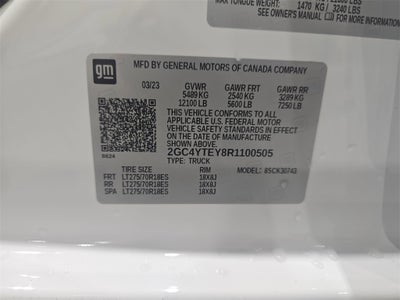 MAX TONGUE WEIGHT: 1470 KG / 3240 LBS
SEE OWNER'S MANUAL FOR MORE
gm
MFD BY GENERAL MOTORS OF CANADA COMPANY
03/23 GVWR GAWR FRT GAWR RR
5489 KG 2540 KG 3289 KG
12100 LB 5600 LB 7250 LB
THIS VEHICLE CONFORMS TO ALL
APPLICABLE U.S. FEDERAL MOTOR
VEHICLE SAFETY STANDARDS IN
EFFECT ON THE DATE OF MANUFACTURE
SHOWN ABOVE.
2GC4YTEY8R1100505
TYPE: TRUCK
TIRE SIZE RIM MODEL:
FRT LT275/70R18ES 18X8J
RR LT275/70R18ES 18X8J
SPA LT275/70R18ES 18X8J